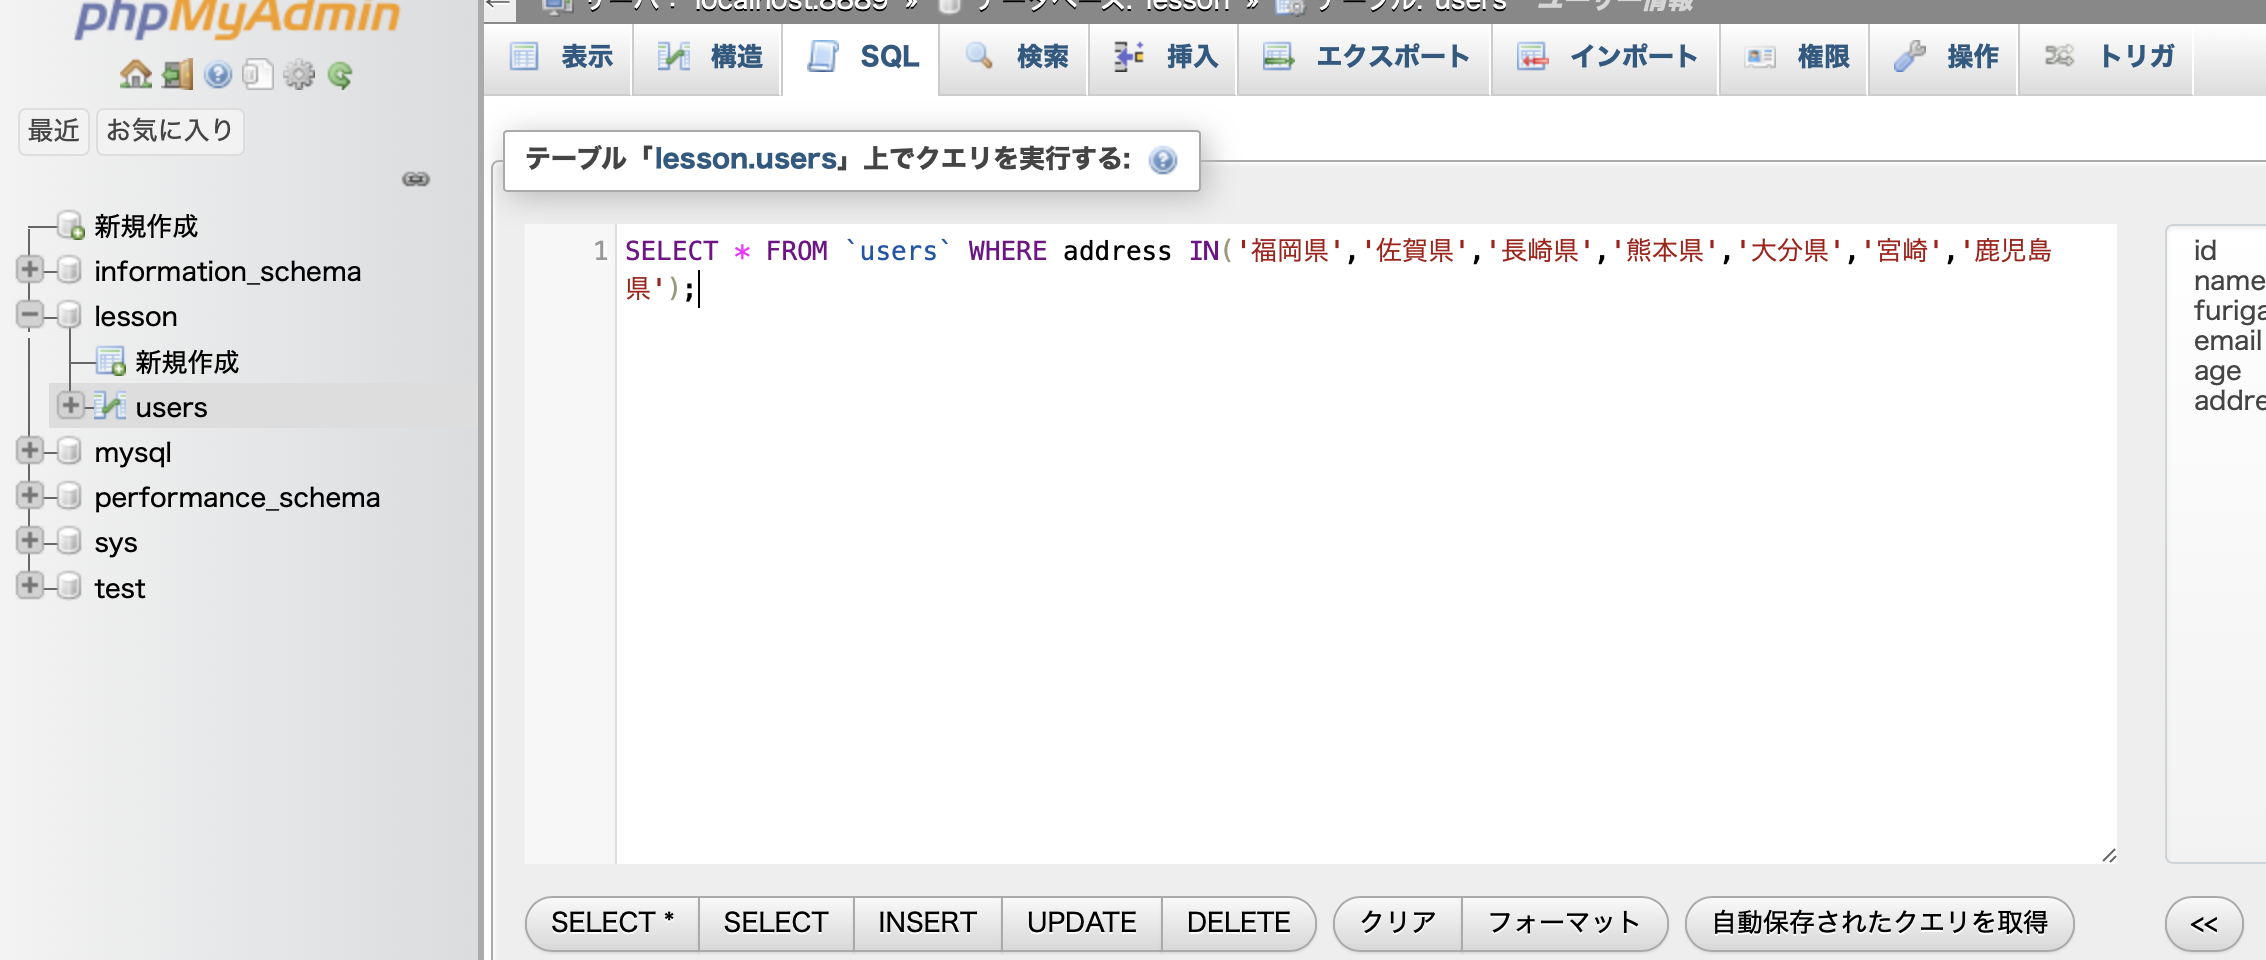 phpMyAdmin
最近 お気に入り
新規作成
information_schema
lesson
新規作成
users
mysql
performance_schema
sys
test
サーバ: localhost:8889 » データベース: lesson » テーブル: users ユーザー情報
表示 構造 SQL 検索 挿入 エクスポート インポート 権限 操作 トリガ
テーブル「lesson.users」上でクエリを実行する:
1 SELECT * FROM `users` WHERE address IN('福岡県','佐賀県','長崎県','熊本県','大分県','宮崎','鹿児島
県');
id
name
furiga
email
age
addre
SELECT * SELECT INSERT UPDATE DELETE クリア フォーマット 自動保存されたクエリを取得 <<